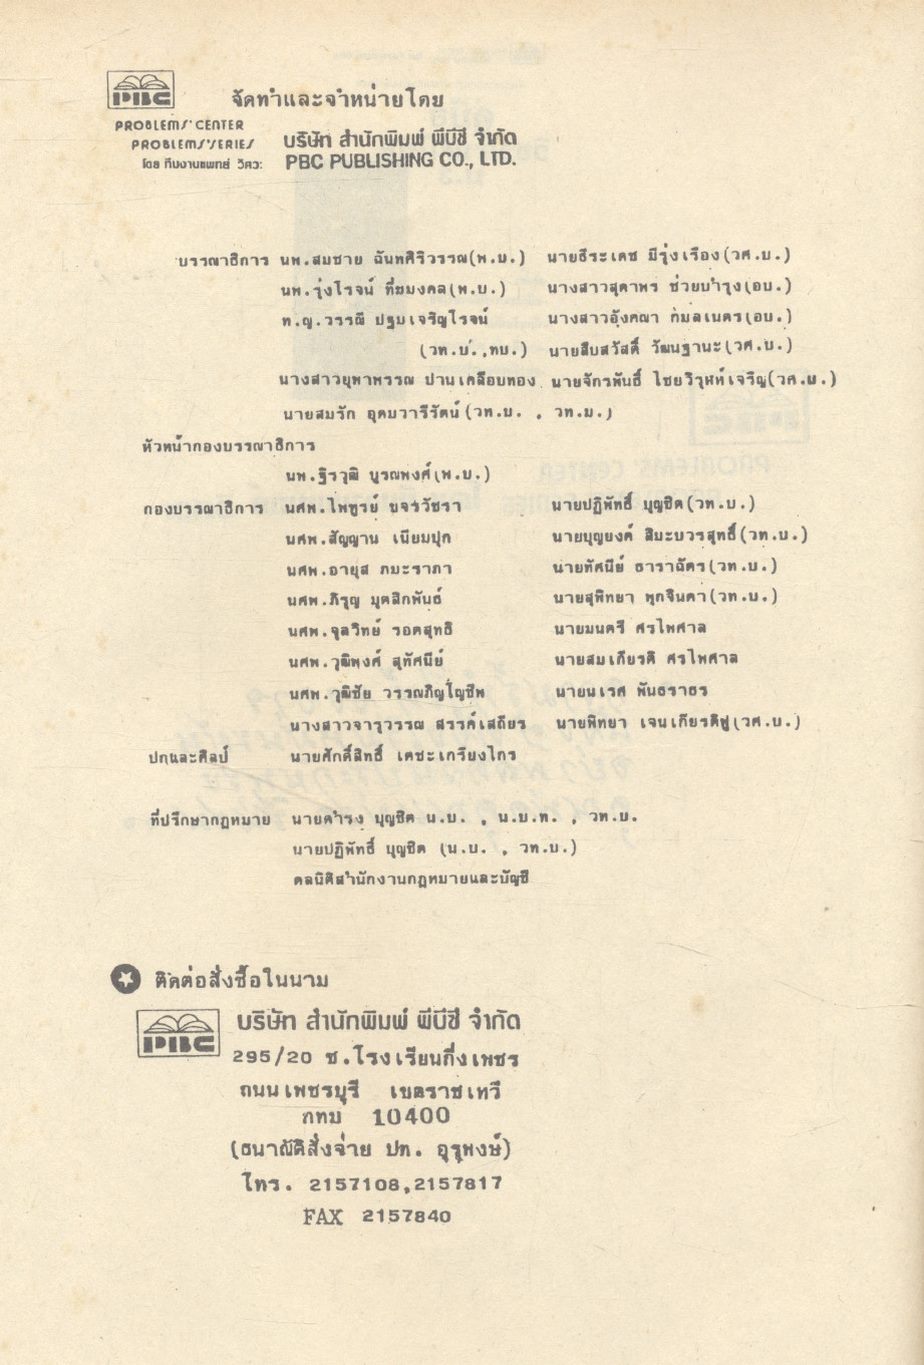 PBC
จัดทำและจำหน่ายโดย
PROBLEMS' CENTER
PROBLEMS' SERIES
โดย ทีมงานแพทย์ วิศวะ
บริษัท สำนักพิมพ์ พีบีซี จำกัด
PBC PUBLISHING CO., LTD.
บรรณาธิการ นพ.สมชาย ฉันทศิริวรรณ(พ.บ.) นายธีระเดช มีรุ่งเรือง(วศ.บ.)
นพ.รุ่งโรจน์ ทีฆมงคล(พ.บ.) นางสาวสุดาพร ช่วยบำรุง(อบ.)
ท.ญ.วรรณี ปฐมเจริญโรจน์ นางสาวอังคณา กมลเนตร(อบ.)
(วท.บ.,ทบ.) นายสืบสวัสดิ์ วัฒนฐานะ(วศ.บ.)
นางสาวยุพาพรรณ ปานเคลือบทอง นายจักรพันธ์ ไชยวิรุฬห์เจริญ(วศ.บ.)
นายสมรัก อุดมวารีรัตน์(วท.บ. , วท.ม.)
หัวหน้ากองบรรณาธิการ
นพ.ฐิรวุฒิ บูรณพงศ์(พ.บ.)
กองบรรณาธิการ นศพ.ไพฑูรย์ ขจรวัชรา นายปฏิพัทธิ์ บุญชิต(วท.บ.)
นศพ.สัญญาน เนียมปุก นายบุญยงค์ สิมะบวรสุทธิ์(วท.บ.)
นศพ.อายุส ภมะราภา นายทัศนีย์ ธาราฉัตร(วท.บ.)
นศพ.ภิรุญ มุตสิกพันธ์ นายสุพิทยา พุกจินดา(วท.บ.)
นศพ.จุลวิทย์ รอดสุทธิ นายมนตรี ศรไพศาล
นศพ.วุฒิพงศ์ สุทัศนีย์ นายสมเกียรติ ศรไพศาล
นศพ.วุฒิชัย วรรณภิญโญชีพ นายนเรศ พันธราธร
นางสาวจารุวรรณ สรรค์เสถียร นายพิทยา เจนเกียรติฟู(วศ.บ.)
ปกและศิลป์ นายศักดิ์สิทธิ์ เดชะเกรียงไกร
ที่ปรึกษากฎหมาย นายดำรง บุญชิต น.บ. , น.บ.ท. , วท.บ.
นายปฏิพัทธิ์ บุญชิต (น.บ. , วท.บ.)
ดลนิติสำนักงานกฎหมายและบัญชี
ติดต่อสั่งซื้อในนาม
PBC
บริษัท สำนักพิมพ์ พีบีซี จำกัด
295/20 ซ.โรงเรียนกิ่งเพชร
ถนนเพชรบุรี เขตราชเทวี
กทม 10400
(ธนาณัติสั่งจ่าย ปท. อุรุพงษ์)
โทร. 2157108,2157817
FAX 2157840